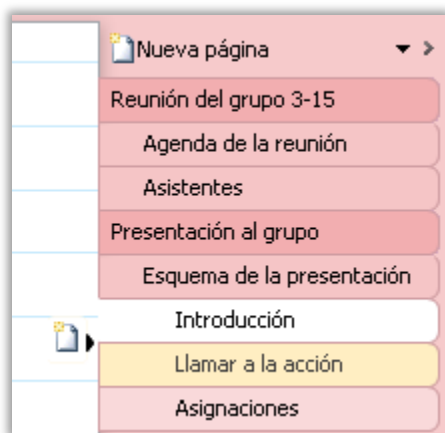 Nueva página
Reunión del grupo 3-15
Agenda de la reunión
Asistentes
Presentación al grupo
Esquema de la presentación
Introducción
Llamar a la acción
Asignaciones